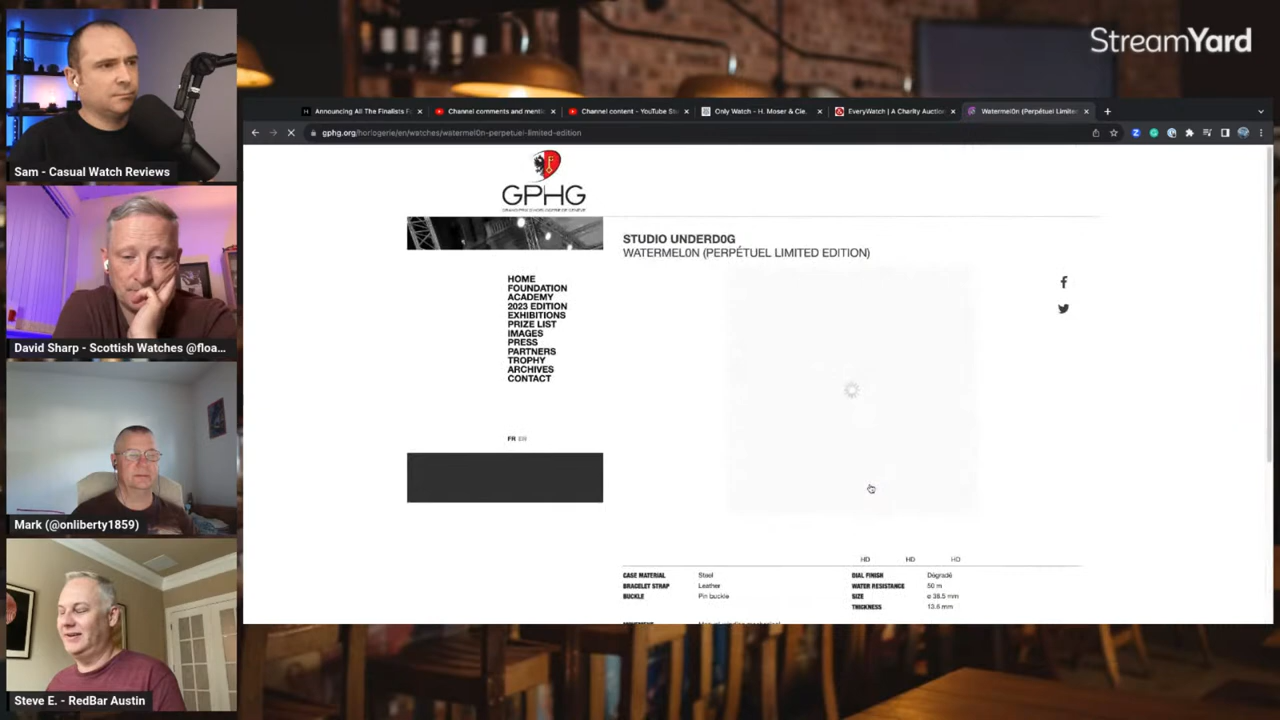 StreamYard
Sam - Casual Watch Reviews
David Sharp - Scottish Watches @floa...
Mark (@onliberty1859)
Steve E. - RedBar Austin
Announcing All The Finalists F
Channel comments and menti
Channel content - YouTube St
Only Watch - H. Moser & Cie.
EveryWatch | A Charity Auction
Watermel0n (Perpétuel Limite
gphg.org/horlogerie/en/watches/watermel0n-perpetuel-limited-edition
GPHG
STUDIO UNDERD0G
WATERMEL0N (PERPÉTUEL LIMITED EDITION)
HOME
FOUNDATION
ACADEMY
2023 EDITION
EXHIBITIONS
PRIZE LIST
IMAGES
PRESS
PARTNERS
TROPHY
ARCHIVES
CONTACT
FR EN
HD HD HD
CASE MATERIAL Steel
BRACELET STRAP Leather
BUCKLE Pin buckle
DIAL FINISH Dégradé
WATER RESISTANCE 50 m
SIZE ø 38.5 mm
THICKNESS 13.6 mm